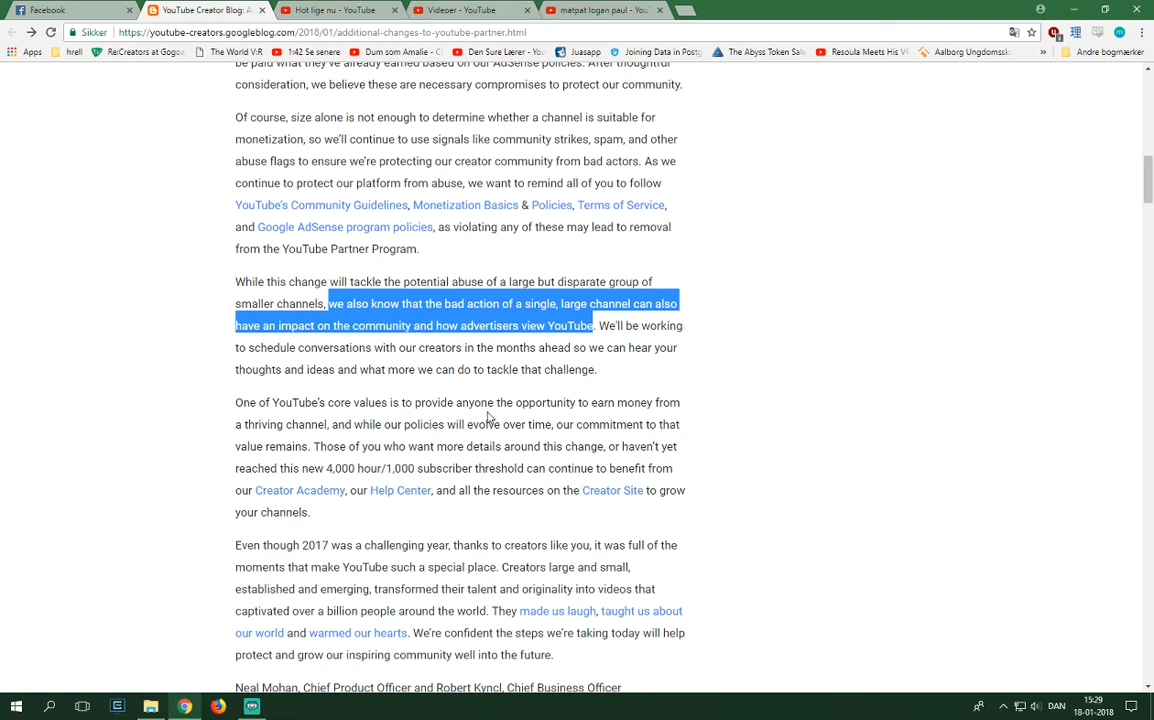 Facebook
YouTube Creator Blog: A
Hot lige nu - YouTube
Videoer - YouTube
matpat logan paul - You
Sikker
https://youtube-creators.googleblog.com/2018/01/additional-changes-to-youtube-partner.html
Apps
hrell
Re:Creators at Gogoa
The World V:R
1:42 Se senere
Dum som Amalie - C
Den Sure Lærer - You
Juasapp
Joining Data in Postg
The Abyss Token Sale
Resoula Meets His VR
Aalborg Ungdomssk
»
Andre bogmærker
be paid what they've already earned based on our AdSense policies. After thoughtful
consideration, we believe these are necessary compromises to protect our community.
Of course, size alone is not enough to determine whether a channel is suitable for
monetization, so we'll continue to use signals like community strikes, spam, and other
abuse flags to ensure we're protecting our creator community from bad actors. As we
continue to protect our platform from abuse, we want to remind all of you to follow
YouTube's Community Guidelines, Monetization Basics & Policies, Terms of Service,
and Google AdSense program policies, as violating any of these may lead to removal
from the YouTube Partner Program.
While this change will tackle the potential abuse of a large but disparate group of
smaller channels, we also know that the bad action of a single, large channel can also
have an impact on the community and how advertisers view YouTube. We'll be working
to schedule conversations with our creators in the months ahead so we can hear your
thoughts and ideas and what more we can do to tackle that challenge.
One of YouTube's core values is to provide anyone the opportunity to earn money from
a thriving channel, and while our policies will evolve over time, our commitment to that
value remains. Those of you who want more details around this change, or haven't yet
reached this new 4,000 hour/1,000 subscriber threshold can continue to benefit from
our Creator Academy, our Help Center, and all the resources on the Creator Site to grow
your channels.
Even though 2017 was a challenging year, thanks to creators like you, it was full of the
moments that make YouTube such a special place. Creators large and small,
established and emerging, transformed their talent and originality into videos that
captivated over a billion people around the world. They made us laugh, taught us about
our world and warmed our hearts. We're confident the steps we're taking today will help
protect and grow our inspiring community well into the future.
Neal Mohan, Chief Product Officer and Robert Kyncl, Chief Business Officer
DAN
15:29
18-01-2018